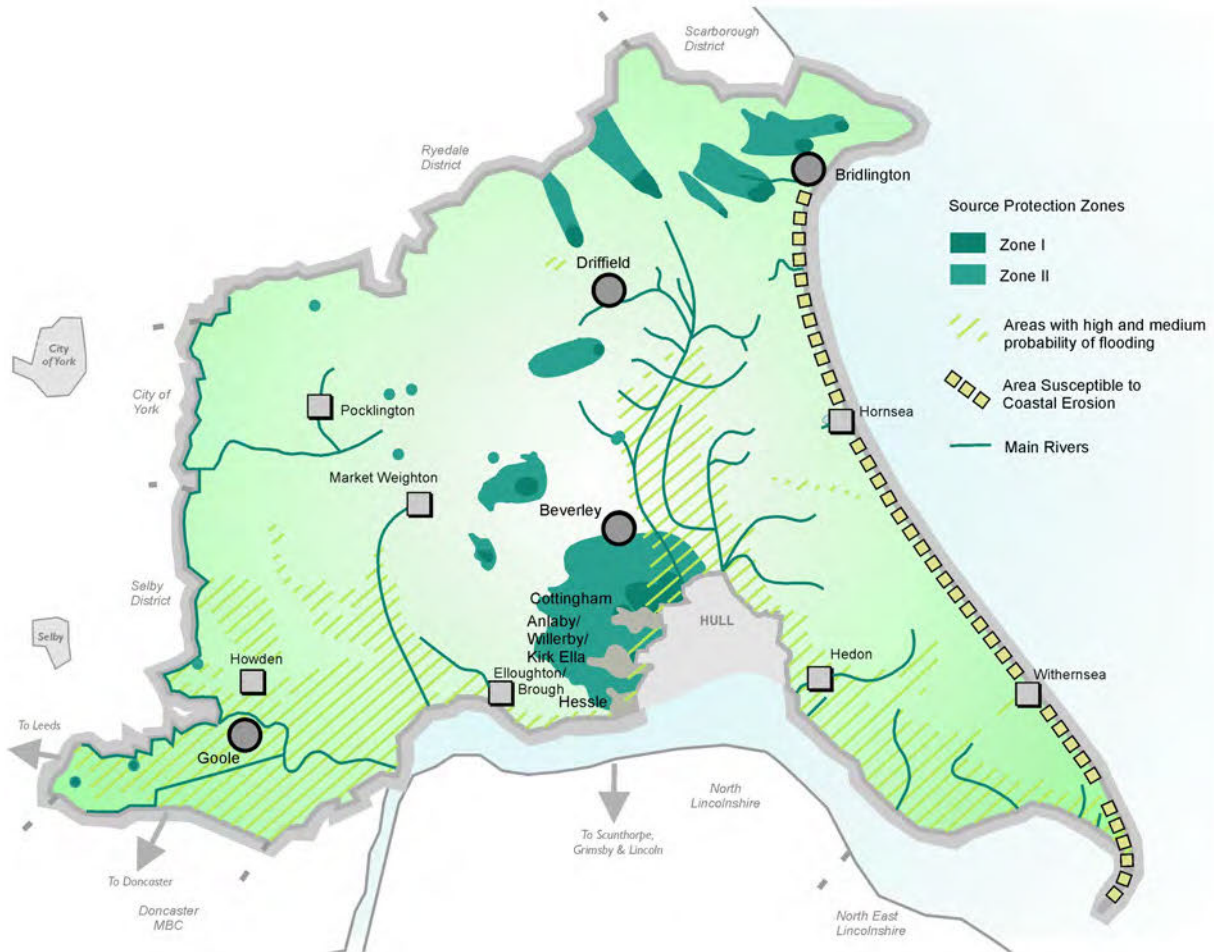 Scarborough
District
Ryedale
District
Bridlington
Source Protection Zones
Zone I
Zone II
Driffield
Areas with high and medium
probability of flooding
City
of York
City of
York
Area Susceptible to
Coastal Erosion
Pocklington
Hornsea
Main Rivers
Market Weighton
Beverley
Selby
District
Cottingham
Anlaby/
Willerby/
Kirk Ella
HULL
Selby
Howden
Elloughton/
Brough
Hessle
Hedon
Withernsea
To Leeds
Goole
North
Lincolnshire
To Scunthorpe,
Grimsby & Lincoln
To Doncaster
Doncaster
MBC
North East
Lincolnshire